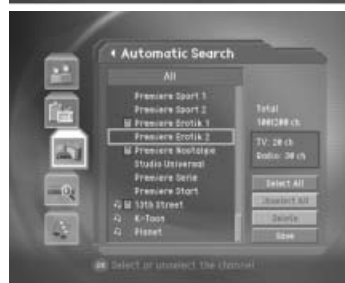 Automatic Search
All
Premiere Sport 1
Premiere Sport 2
Premiere Erotik 1
Premiere Erotik 2
Premiere Nostalgie
Studio Universal
Premiere Serie
Premiere Start
13th Street
K-Toon
Planet
Total
TV: 20 ch
Radio: 30 ch
Select All
Unselect All
Delete
Save
OK Select or unselect the channel